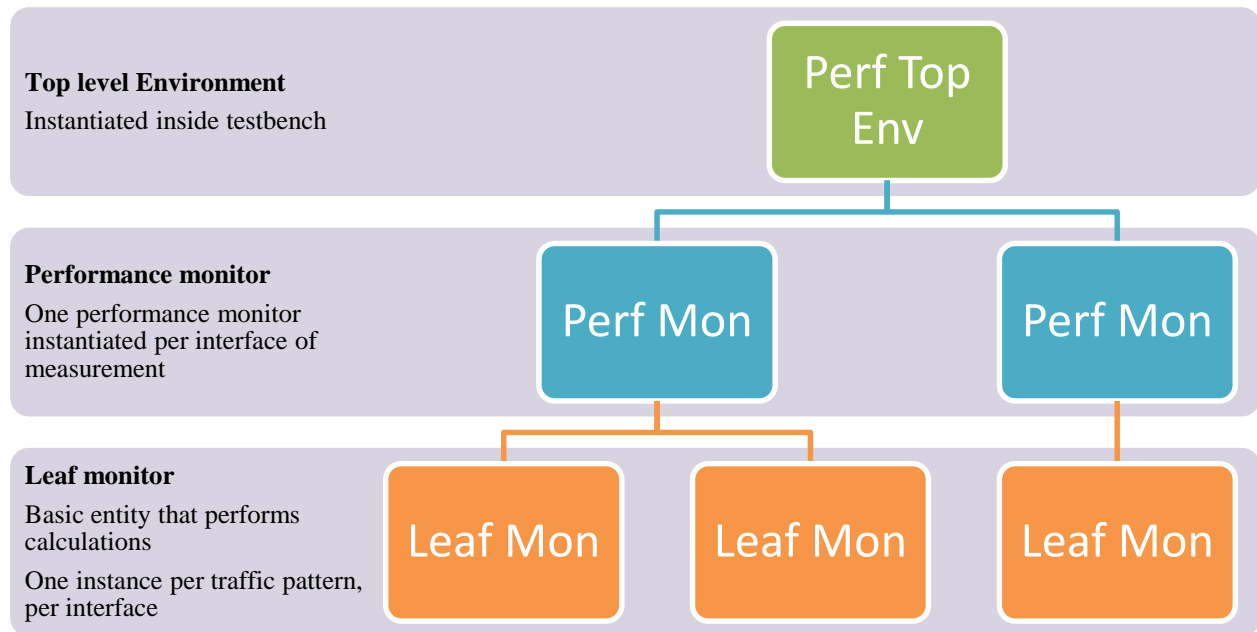 Top level Environment
Instantiated inside testbench
Perf Top
Env
Performance monitor
One performance monitor
instantiated per interface of
measurement
Perf Mon
Perf Mon
Leaf monitor
Basic entity that performs
calculations
One instance per traffic pattern,
per interface
Leaf Mon
Leaf Mon
Leaf Mon